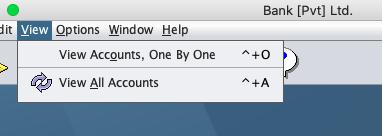 Bank [Pvt] Ltd.
dit View Options Window Help
View Accounts, One By One ^+O
View All Accounts ^+A